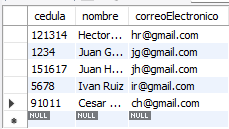 cedula nombre correoElectronico
121314 Hector... hr@gmail.com
1234 Juan G... jg@gmail.com
151617 Juan H... jh@gmail.com
5678 Ivan Ruiz ir@gmail.com
91011 Cesar ... ch@gmail.com
NULL NULL NULL